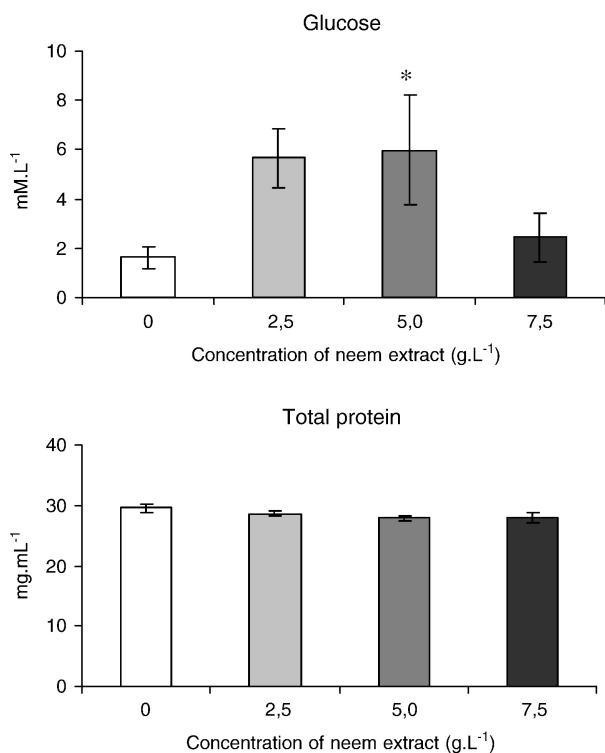 Glucose
10
8
6
4
2
0
mM.L⁻¹
*
0 2,5 5,0 7,5
Concentration of neem extract (g.L⁻¹)
Total protein
40
30
20
10
0
mg.mL⁻¹
0 2,5 5,0 7,5
Concentration of neem extract (g.L⁻¹)